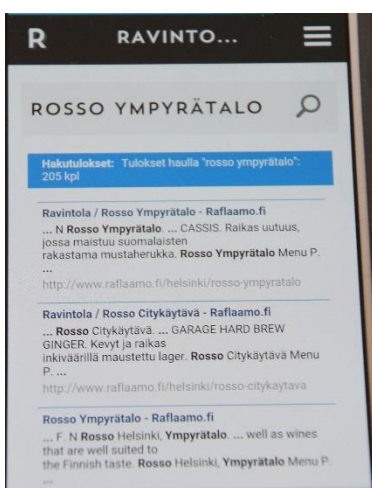 R RAVINTO...
ROSSO YMPYRÄTALO
Hakutulokset: Tulokset haulla "rosso ympyrätalo":
205 kpl
Ravintola / Rosso Ympyrätalo - Raflaamo.fi
... N Rosso Ympyrätalo. ... CASSIS. Raikas uutuus,
jossa maistuu suomalaisten
rakastama mustaherukka. Rosso Ympyrätalo Menu P.
...
http://www.raflaamo.fi/helsinki/rosso-ympyratalo
Ravintola / Rosso Citykäytävä - Raflaamo.fi
... Rosso Citykäytävä. ... GARAGE HARD BREW
GINGER. Kevyt ja raikas
inkiväärillä maustettu lager. Rosso Citykäytävä Menu
P. ...
http://www.raflaamo.fi/helsinki/rosso-citykaytava
Rosso Ympyrätalo - Raflaamo.fi
... F. N Rosso Helsinki, Ympyrätalo. ... well as wines
that are well suited to
the Finnish taste. Rosso Helsinki, Ympyrätalo Menu P.
...